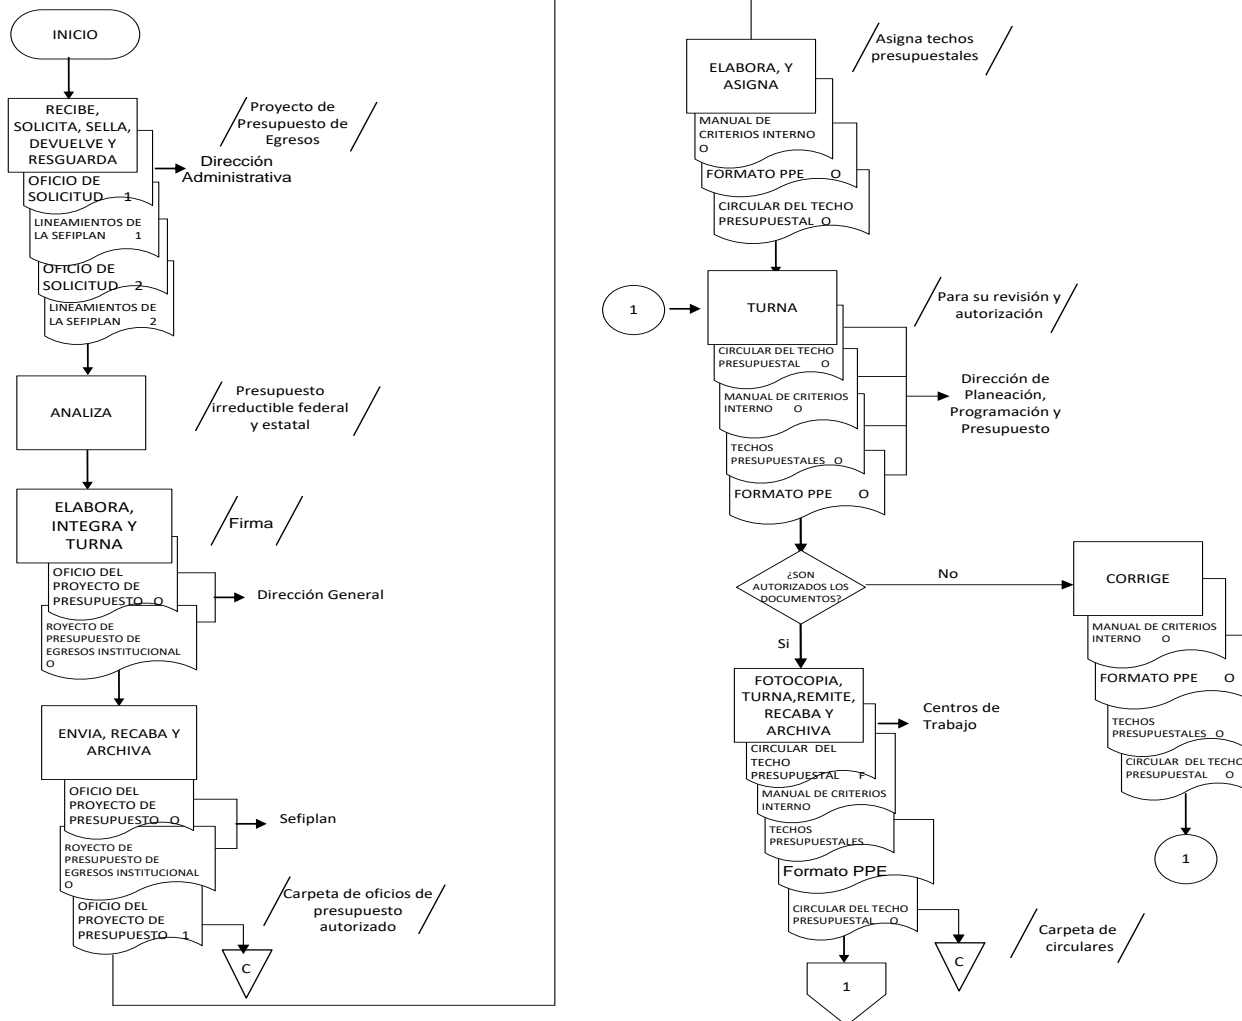 INICIO
RECIBE,
SOLICITA, SELLA,
DEVUELVE Y
RESGUARDA
Proyecto de
Presupuesto de
Egresos
Dirección
Administrativa
OFICIO DE
SOLICITUD 1
LINEAMIENTOS DE
LA SEFIPLAN 1
OFICIO DE
SOLICITUD 2
LINEAMIENTOS DE
LA SEFIPLAN 2
ANALIZA
Presupuesto
irreductible federal
y estatal
ELABORA,
INTEGRA Y
TURNA
Firma
OFICIO DEL
PROYECTO DE
PRESUPUESTO O
Dirección General
ROYECTO DE
PRESUPUESTO DE
EGRESOS INSTITUCIONAL
O
ENVIA, RECABA Y
ARCHIVA
OFICIO DEL
PROYECTO DE
PRESUPUESTO O
Sefiplan
ROYECTO DE
PRESUPUESTO DE
EGRESOS INSTITUCIONAL
O
OFICIO DEL
PROYECTO DE
PRESUPUESTO 1
Carpeta de oficios de
presupuesto
autorizado
C
ELABORA, Y
ASIGNA
Asigna techos
presupuestales
MANUAL DE
CRITERIOS INTERNO
O
FORMATO PPE O
CIRCULAR DEL TECHO
PRESUPUESTAL O
1
TURNA
Para su revisión y
autorización
CIRCULAR DEL TECHO
PRESUPUESTAL O
MANUAL DE CRITERIOS
INTERNO O
TECHOS
PRESUPUESTALES O
FORMATO PPE O
Dirección de
Planeación,
Programación y
Presupuesto
¿SON
AUTORIZADOS LOS
DOCUMENTOS?
No
Si
CORRIGE
MANUAL DE CRITERIOS
INTERNO O
FORMATO PPE O
TECHOS
PRESUPUESTALES O
CIRCULAR DEL TECHO
PRESUPUESTAL O
1
FOTOCOPIA,
TURNA,REMITE,
RECABA Y
ARCHIVA
Centros de
Trabajo
CIRCULAR DEL
TECHO
PRESUPUESTAL F
MANUAL DE CRITERIOS
INTERNO
TECHOS
PRESUPUESTALES
Formato PPE
CIRCULAR DEL TECHO
PRESUPUESTAL O
C
Carpeta de
circulares
1